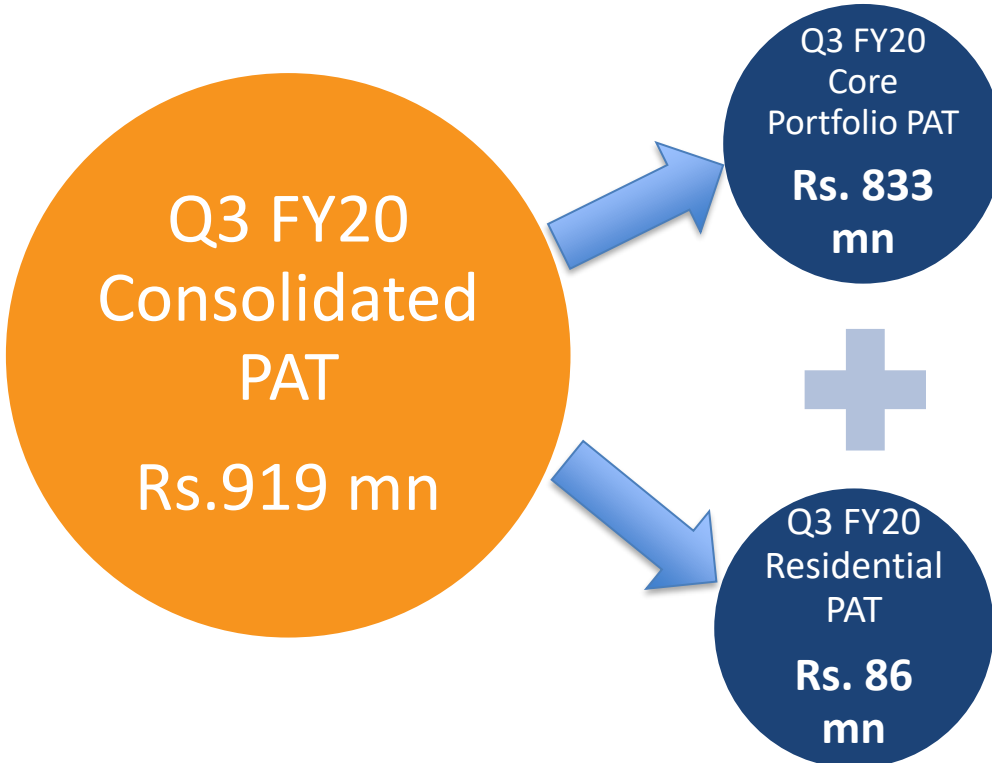 Q3 FY20
Consolidated
PAT
Rs.919 mn
Q3 FY20
Core
Portfolio PAT
Rs. 833
mn
Q3 FY20
Residential
PAT
Rs. 86
mn